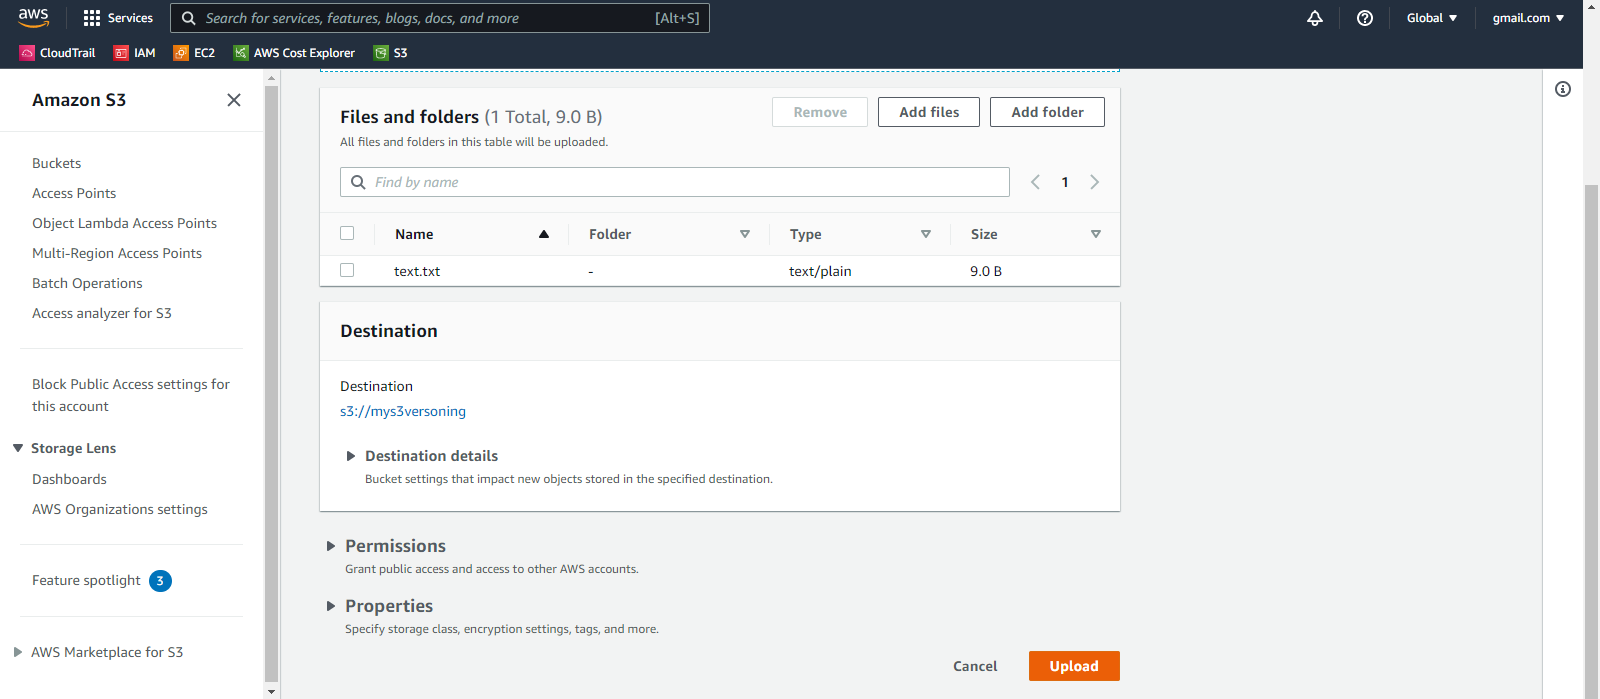 aws Services Search for services, features, blogs, docs, and more [Alt+S] Global gmail.com
CloudTrail IAM EC2 AWS Cost Explorer S3
Amazon S3
Buckets
Access Points
Object Lambda Access Points
Multi-Region Access Points
Batch Operations
Access analyzer for S3
Block Public Access settings for
this account
Storage Lens
Dashboards
AWS Organizations settings
Feature spotlight 3
AWS Marketplace for S3
Files and folders (1 Total, 9.0 B) Remove Add files Add folder
All files and folders in this table will be uploaded.
Find by name 1
Name Folder Type Size
text.txt - text/plain 9.0 B
Destination
Destination
s3://mys3versoning
Destination details
Bucket settings that impact new objects stored in the specified destination.
Permissions
Grant public access and access to other AWS accounts.
Properties
Specify storage class, encryption settings, tags, and more.
Cancel Upload